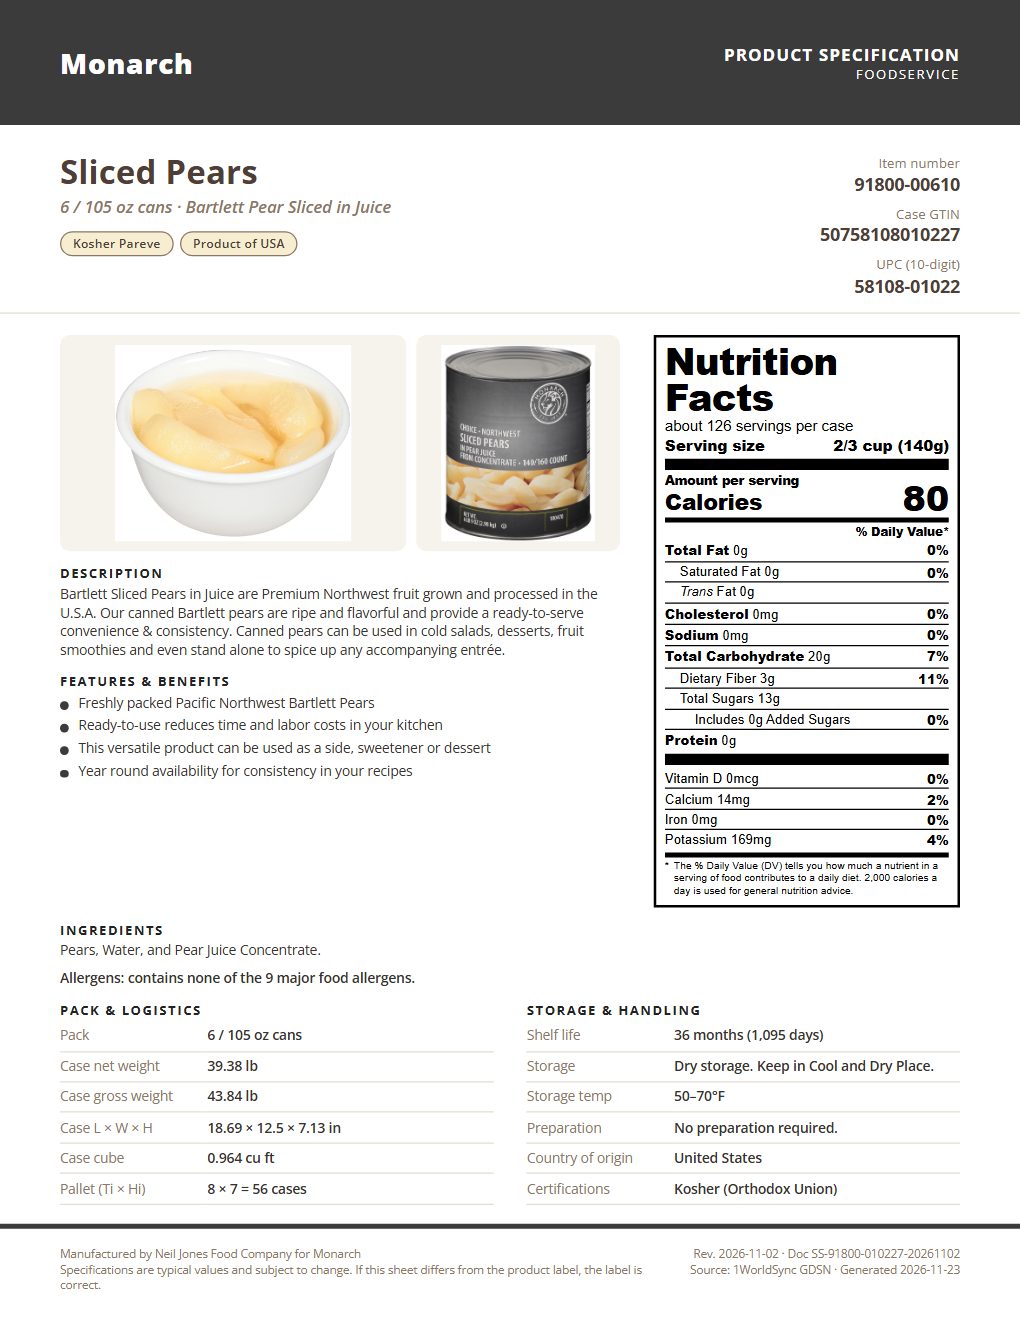 Monarch
PRODUCT SPECIFICATION
FOODSERVICE
Sliced Pears
6 / 105 oz cans · Bartlett Pear Sliced in Juice
Kosher Pareve
Product of USA
Item number
91800-00610
Case GTIN
50758108010227
UPC (10-digit)
58108-01022
MONARCH
CHOICE • NORTHWEST
SLICED PEARS
IN PEAR JUICE
FROM CONCENTRATE • 140/160 COUNT
NET WT.
DESCRIPTION
Bartlett Sliced Pears in Juice are Premium Northwest fruit grown and processed in the
U.S.A. Our canned Bartlett pears are ripe and flavorful and provide a ready-to-serve
convenience & consistency. Canned pears can be used in cold salads, desserts, fruit
smoothies and even stand alone to spice up any accompanying entrée.
FEATURES & BENEFITS
Freshly packed Pacific Northwest Bartlett Pears
Ready-to-use reduces time and labor costs in your kitchen
This versatile product can be used as a side, sweetener or dessert
Year round availability for consistency in your recipes
Nutrition
Facts
about 126 servings per case
Serving size 2/3 cup (140g)
Amount per serving
Calories 80
% Daily Value*
Total Fat 0g 0%
Saturated Fat 0g 0%
Trans Fat 0g
Cholesterol 0mg 0%
Sodium 0mg 0%
Total Carbohydrate 20g 7%
Dietary Fiber 3g 11%
Total Sugars 13g
Includes 0g Added Sugars 0%
Protein 0g
Vitamin D 0mcg 0%
Calcium 14mg 2%
Iron 0mg 0%
Potassium 169mg 4%
* The % Daily Value (DV) tells you how much a nutrient in a
serving of food contributes to a daily diet. 2,000 calories a
day is used for general nutrition advice.
INGREDIENTS
Pears, Water, and Pear Juice Concentrate.
Allergens: contains none of the 9 major food allergens.
PACK & LOGISTICS
Pack 6 / 105 oz cans
Case net weight 39.38 lb
Case gross weight 43.84 lb
Case L × W × H 18.69 × 12.5 × 7.13 in
Case cube 0.964 cu ft
Pallet (Ti × Hi) 8 × 7 = 56 cases
STORAGE & HANDLING
Shelf life 36 months (1,095 days)
Storage Dry storage. Keep in Cool and Dry Place.
Storage temp 50–70°F
Preparation No preparation required.
Country of origin United States
Certifications Kosher (Orthodox Union)
Manufactured by Neil Jones Food Company for Monarch
Specifications are typical values and subject to change. If this sheet differs from the product label, the label is
correct.
Rev. 2026-11-02 · Doc SS-91800-010227-20261102
Source: 1WorldSync GDSN · Generated 2026-11-23